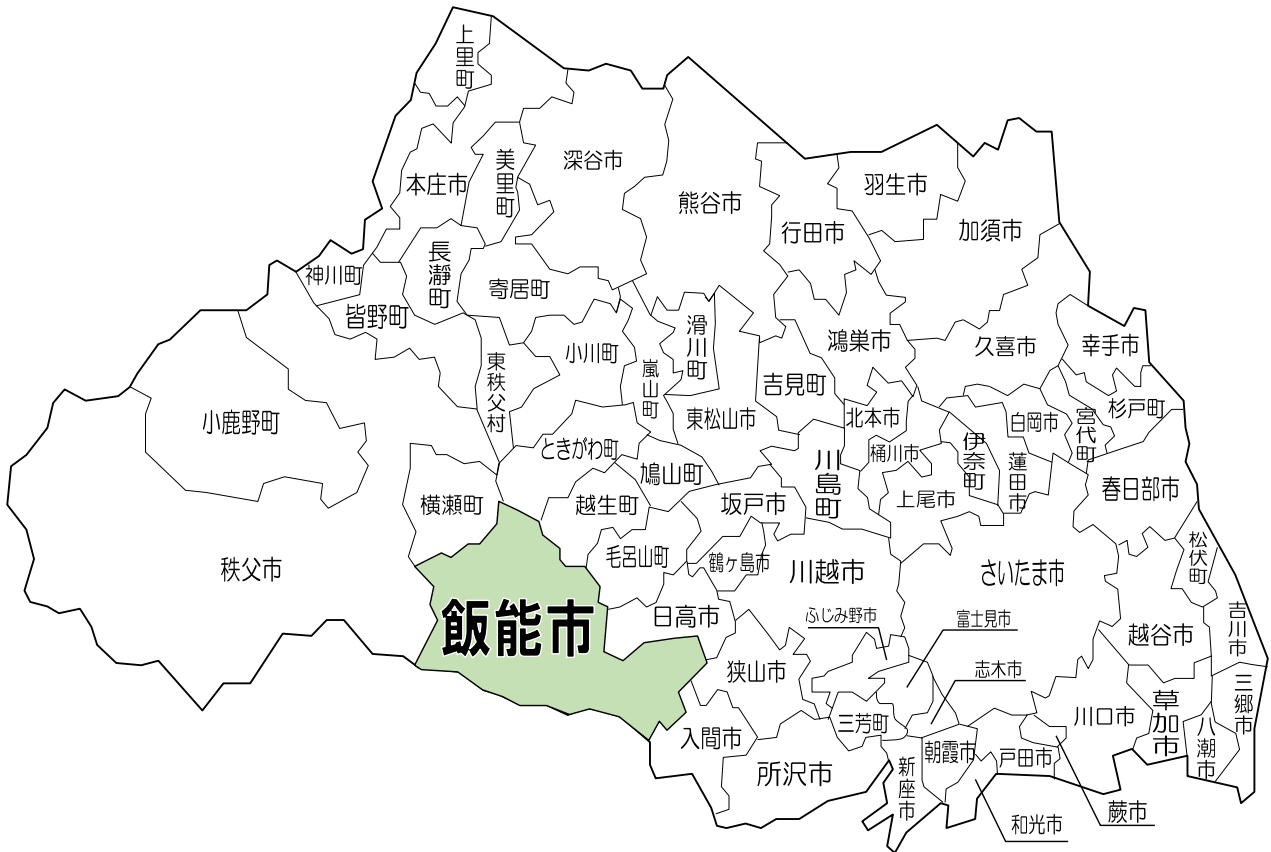 上里町
本庄市
美里町
深谷市
熊谷市
行田市
羽生市
加須市
神川町
長瀞町
皆野町
寄居町
小川町
東秩父村
嵐山町
滑川町
東松山市
吉見町
鴻巣市
久喜市
幸手市
杉戸町
宮代町
白岡市
北本市
桶川市
伊奈町
蓮田市
上尾市
春日部市
小鹿野町
秩父市
横瀬町
ときがわ町
鳩山町
越生町
毛呂山町
坂戸市
鶴ヶ島市
川島町
川越市
さいたま市
松伏町
吉川市
越谷市
飯能市
日高市
狭山市
入間市
所沢市
ふじみ野市
富士見市
志木市
三芳町
新座市
朝霞市
和光市
戸田市
蕨市
川口市
草加市
八潮市
三郷市